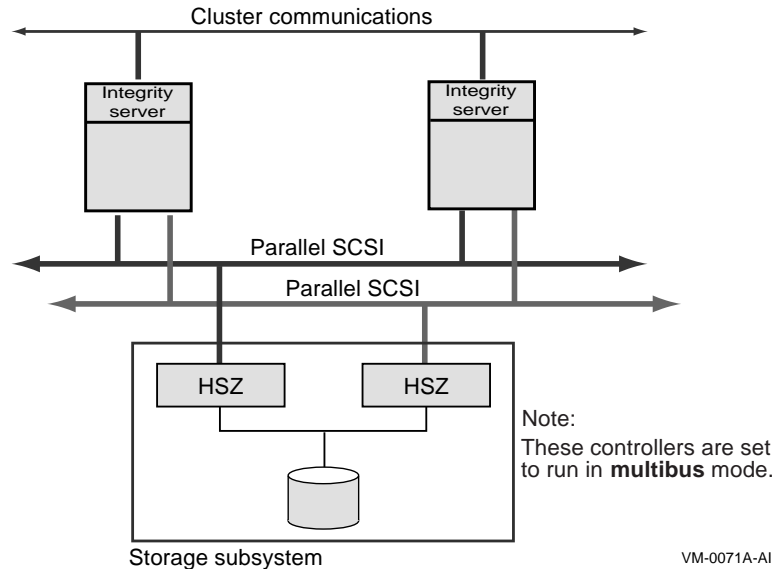 Cluster communications
Integrity
server
Integrity
server
Parallel SCSI
Parallel SCSI
HSZ
HSZ
Note:
These controllers are set
to run in multibus mode.
Storage subsystem
VM-0071A-AI